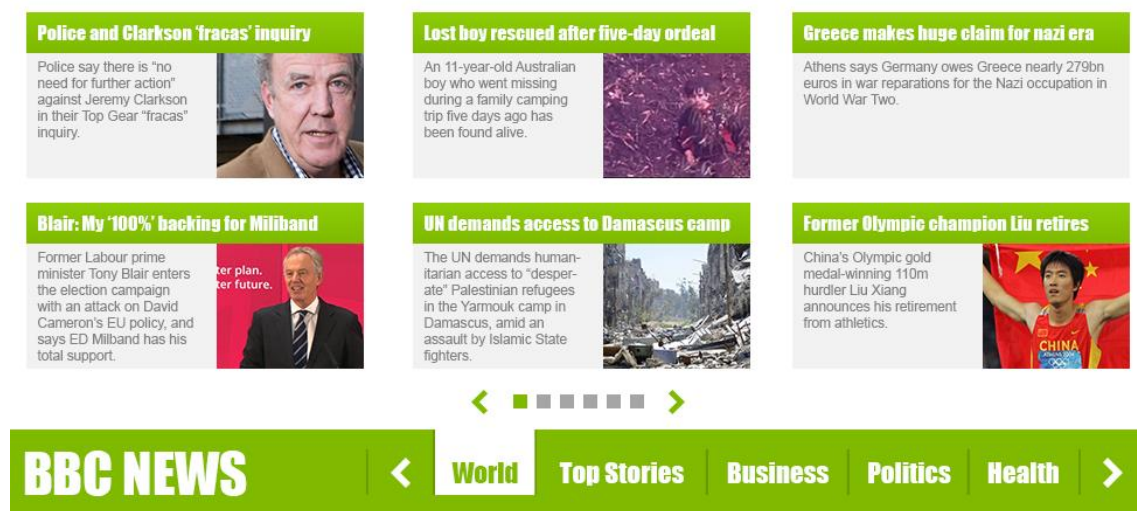 Police and Clarkson ‘fracas’ inquiry
Police say there is “no
need for further action”
against Jeremy Clarkson
in their Top Gear “fracas”
inquiry.
Lost boy rescued after five-day ordeal
An 11-year-old Australian
boy who went missing
during a family camping
trip five days ago has
been found alive.
Greece makes huge claim for nazi era
Athens says Germany owes Greece nearly 279bn
euros in war reparations for the Nazi occupation in
World War Two.
Blair: My ‘100%’ backing for Miliband
Former Labour prime
minister Tony Blair enters
the election campaign
with an attack on David
Cameron’s EU policy, and
says ED Milband has his
total support.
ter plan.
ter future.
UN demands access to Damascus camp
The UN demands human-
itarian access to “desper-
ate” Palestinian refugees
in the Yarmouk camp in
Damascus, amid an
assault by Islamic State
fighters.
Former Olympic champion Liu retires
China’s Olympic gold
medal-winning 110m
hurdler Liu Xiang
announces his retirement
from athletics.
CHINA
BBC NEWS
World
Top Stories
Business
Politics
Health